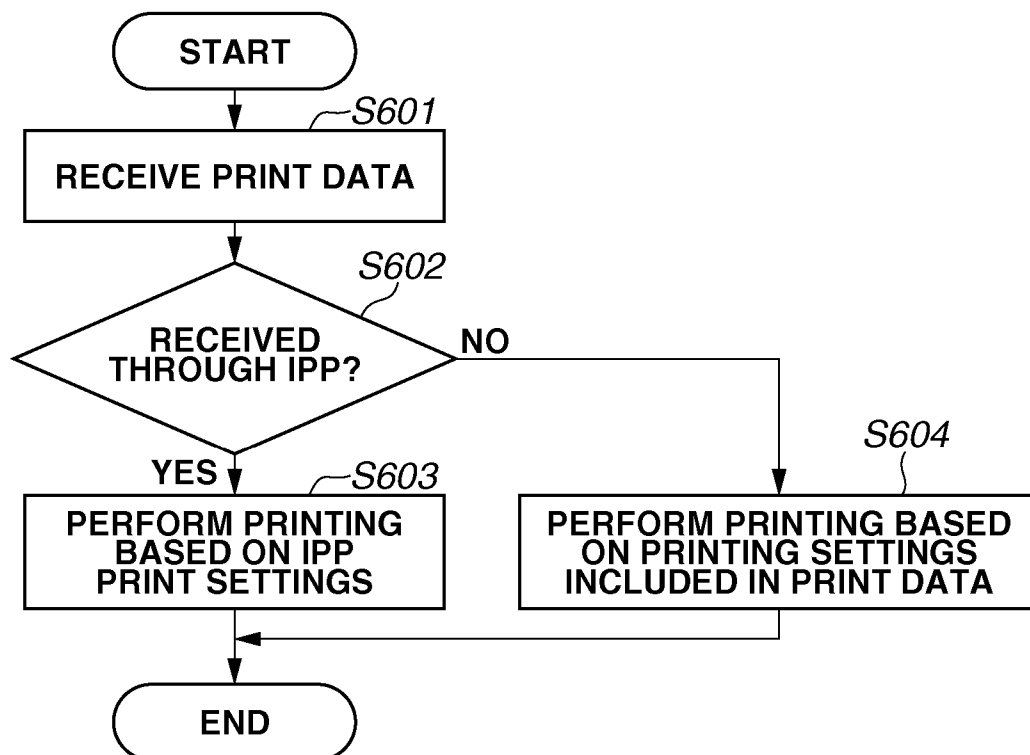 START
S601
RECEIVE PRINT DATA
S602
RECEIVED
THROUGH IPP?
NO
YES
S603
PERFORM PRINTING
BASED ON IPP
PRINT SETTINGS
S604
PERFORM PRINTING BASED
ON PRINTING SETTINGS
INCLUDED IN PRINT DATA
END